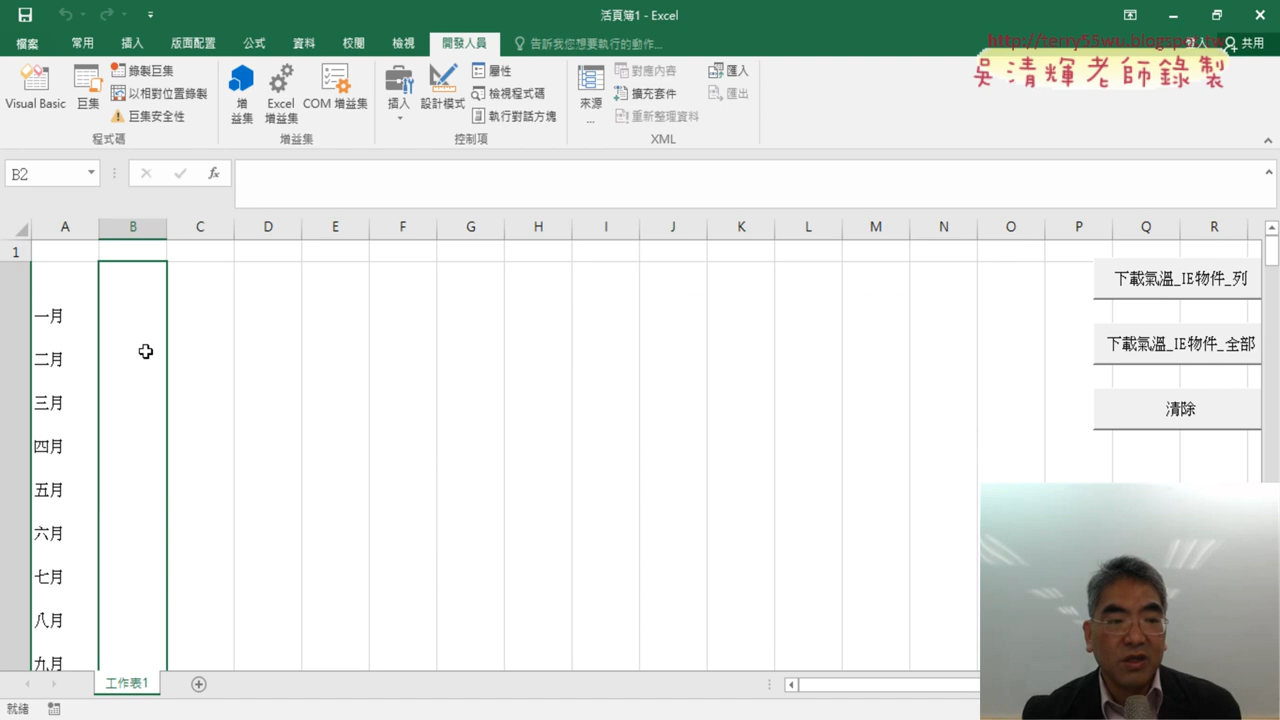 活頁簿1 - Excel
http://terry55wu.blogspot.tw
吳清輝老師錄製
檔案 常用 插入 版面配置 公式 資料 校閱 檢視 開發人員 告訴我您想要執行的動作... 登入 共用
Visual Basic
巨集
錄製巨集
以相對位置錄製
巨集安全性
程式碼
增益集
Excel 增益集
COM 增益集
增益集
插入
設計模式
屬性
檢視程式碼
執行對話方塊
控制項
來源...
對應內容
擴充套件
重新整理資料
匯入
匯出
XML
B2
fx
A B C D E F G H I J K L M N O P Q R
1
一月
二月
三月
四月
五月
六月
七月
八月
九月
下載氣溫_IE物件_列
下載氣溫_IE物件_全部
清除
工作表1
就緒